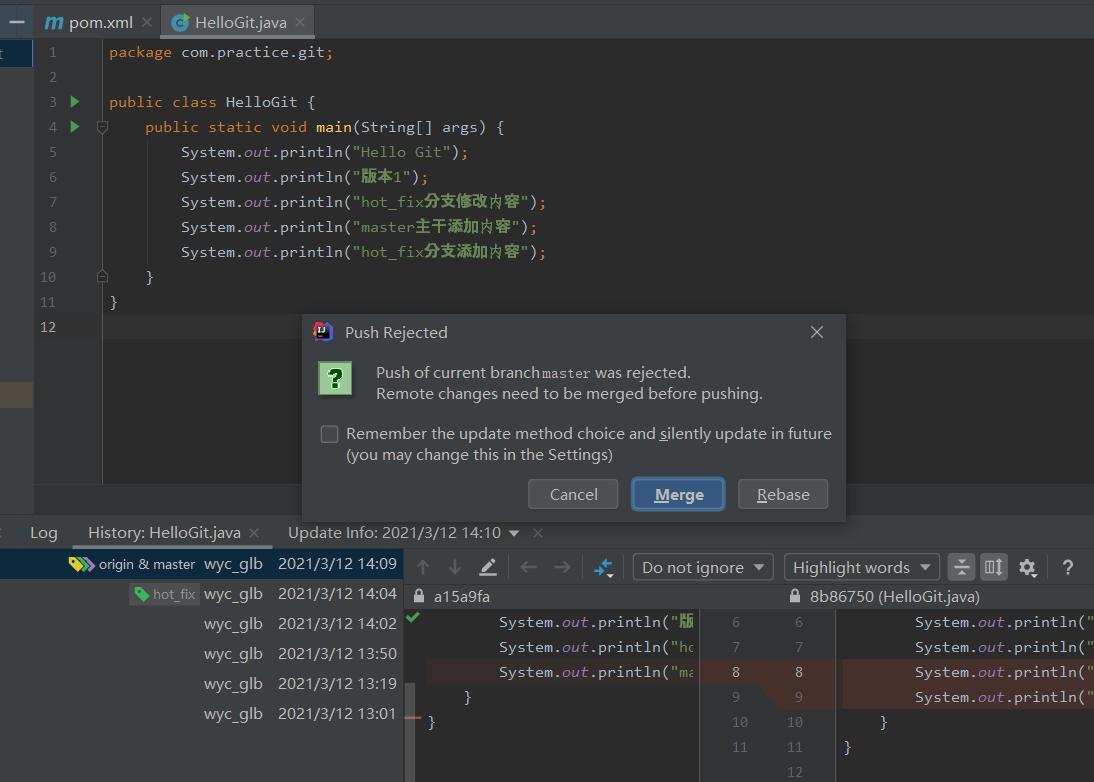 pom.xml HelloGit.java
1 package com.practice.git;
2
3 public class HelloGit {
4 public static void main(String[] args) {
5 System.out.println("Hello Git");
6 System.out.println("版本1");
7 System.out.println("hot_fix分支修改内容");
8 System.out.println("master主干添加内容");
9 System.out.println("hot_fix分支添加内容");
10 }
11 }
12
Push Rejected
Push of current branch master was rejected.
Remote changes need to be merged before pushing.
Remember the update method choice and silently update in future
(you may change this in the Settings)
Cancel Merge Rebase
Log History: HelloGit.java Update Info: 2021/3/12 14:10
origin & master wyc_glb 2021/3/12 14:09
hot_fix wyc_glb 2021/3/12 14:04
wyc_glb 2021/3/12 14:02
wyc_glb 2021/3/12 13:50
wyc_glb 2021/3/12 13:19
wyc_glb 2021/3/12 13:01
Do not ignore Highlight words ?
a15a9fa 8b86750 (HelloGit.java)
System.out.println("版 6 6 System.out.println("
System.out.println("ho 7 7 System.out.println("
System.out.println("ma 8 8 System.out.println("
} 9 9 System.out.println("
} 10 10 }
11 11 }
12